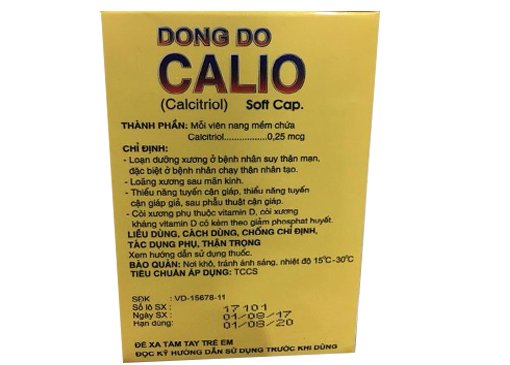 DONG DO
CALIO
(Calcitriol) Soft Cap.
THÀNH PHẦN: Mỗi viên nang mềm chứa
Calcitriol................0,25 mcg
CHỈ ĐỊNH:
- Loạn dưỡng xương ở bệnh nhân suy thận mạn,
đặc biệt ở bệnh nhân chạy thận nhân tạo.
- Loãng xương sau mãn kinh.
- Thiểu năng tuyến cận giáp, thiểu năng tuyến
cận giáp giả, sau phẫu thuật cận giáp.
- Còi xương phụ thuộc vitamin D, còi xương
kháng vitamin D có kèm theo giảm phosphat huyết.
LIỀU DÙNG, CÁCH DÙNG, CHỐNG CHỈ ĐỊNH,
TÁC DỤNG PHỤ, THẬN TRỌNG
Xem hướng dẫn sử dụng thuốc.
BẢO QUẢN: Nơi khô, tránh ánh sáng, nhiệt độ 15°C-30°C
TIÊU CHUẨN ÁP DỤNG: TCCS
SĐK : VD-15678-11
Số lô SX : 17101
Ngày SX : 01/09/17
Hạn dùng: 01/08/20
ĐỂ XA TẦM TAY TRẺ EM
ĐỌC KỸ HƯỚNG DẪN SỬ DỤNG TRƯỚC KHI DÙNG